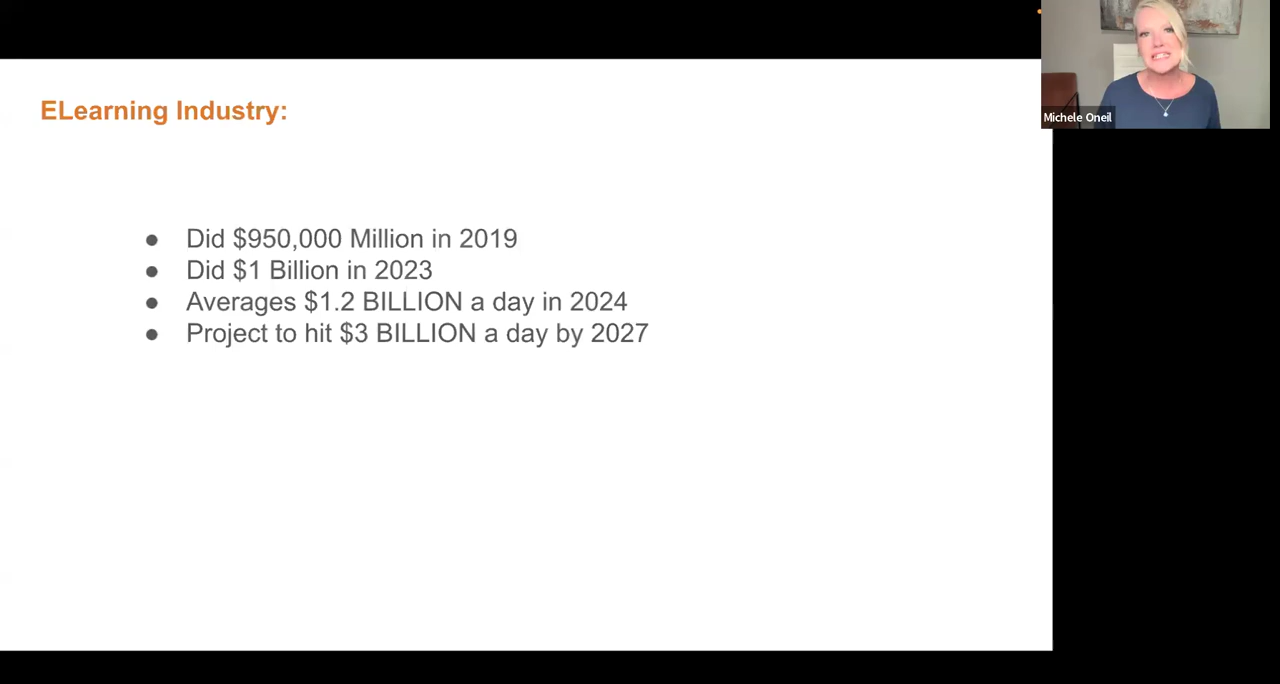 ELearning Industry:
● Did $950,000 Million in 2019
● Did $1 Billion in 2023
● Averages $1.2 BILLION a day in 2024
● Project to hit $3 BILLION a day by 2027
Michele Oneil